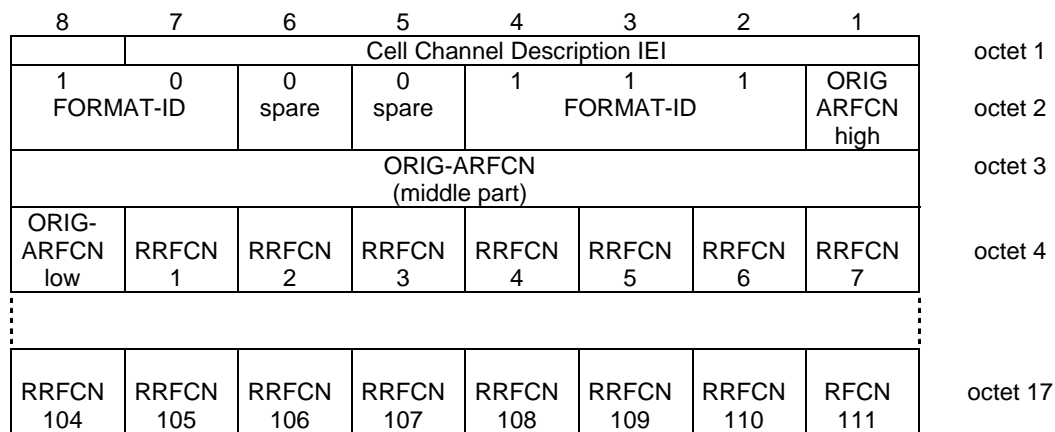 8 7 6 5 4 3 2 1
Cell Channel Description IEI octet 1
1 0 0 0 1 1 1 ORIG
FORMAT-ID spare spare FORMAT-ID ARFCN octet 2
high
ORIG-ARFCN octet 3
(middle part)
ORIG-
ARFCN RRFCN RRFCN RRFCN RRFCN RRFCN RRFCN RRFCN octet 4
low 1 2 3 4 5 6 7
RRFCN RRFCN RRFCN RRFCN RRFCN RRFCN RRFCN RFCN octet 17
104 105 106 107 108 109 110 111